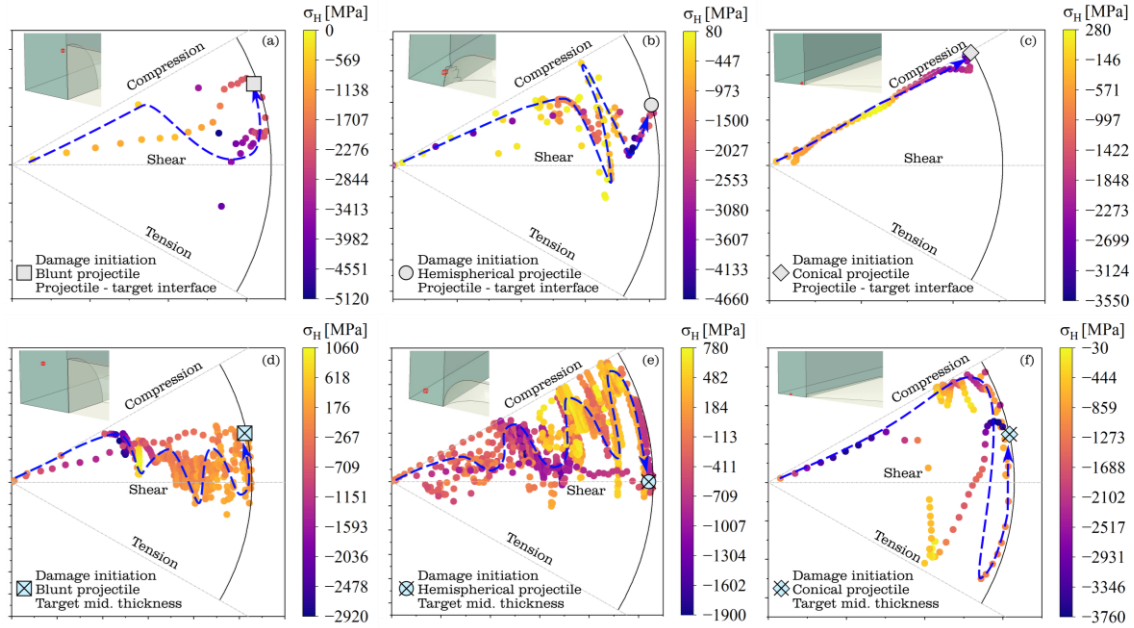 σH [MPa]
(a)
Compression
Shear
Tension
Damage initiation
Blunt projectile
Projectile - target interface
0
−569
−1138
−1707
−2276
−2844
−3413
−3982
−4551
−5120
σH [MPa]
(b)
Compression
Shear
Tension
Damage initiation
Hemispherical projectile
Projectile - target interface
80
−446
−973
−1500
−2027
−2553
−3080
−3607
−4133
−4660
σH [MPa]
(c)
Compression
Shear
Tension
Damage initiation
Conical projectile
Projectile - target interface
280
−146
−571
−997
−1422
−1848
−2273
−2699
−3124
−3550
σH [MPa]
(d)
Compression
Shear
Tension
Damage initiation
Blunt projectile
Target mid. thickness
1060
618
176
−267
−709
−1151
−1593
−2036
−2478
−2920
σH [MPa]
(e)
Compression
Shear
Tension
Damage initiation
Hemispherical projectile
Target mid. thickness
780
482
184
−113
−411
−709
−1007
−1304
−1602
−1900
σH [MPa]
(f)
Compression
Shear
Tension
Damage initiation
Conical projectile
Target mid. thickness
−30
−444
−859
−1273
−1688
−2102
−2517
−2931
−3746
−3760